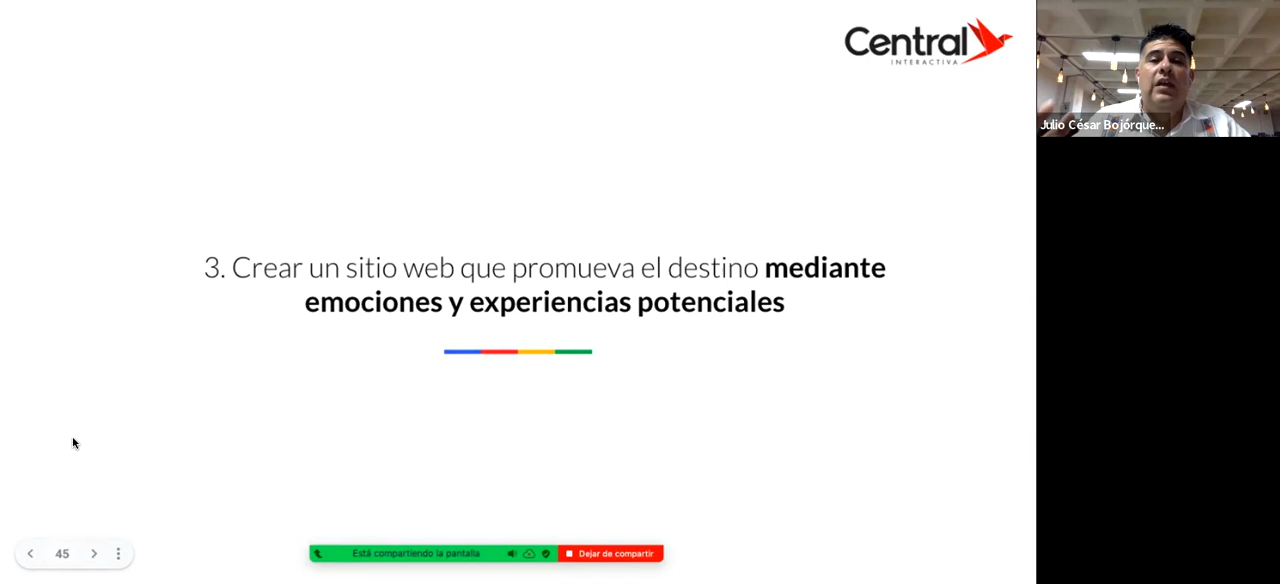 Central
INTERACTIVA
Julio César Bojórque...
3. Crear un sitio web que promueva el destino mediante
emociones y experiencias potenciales
45
Está compartiendo la pantalla
Dejar de compartir